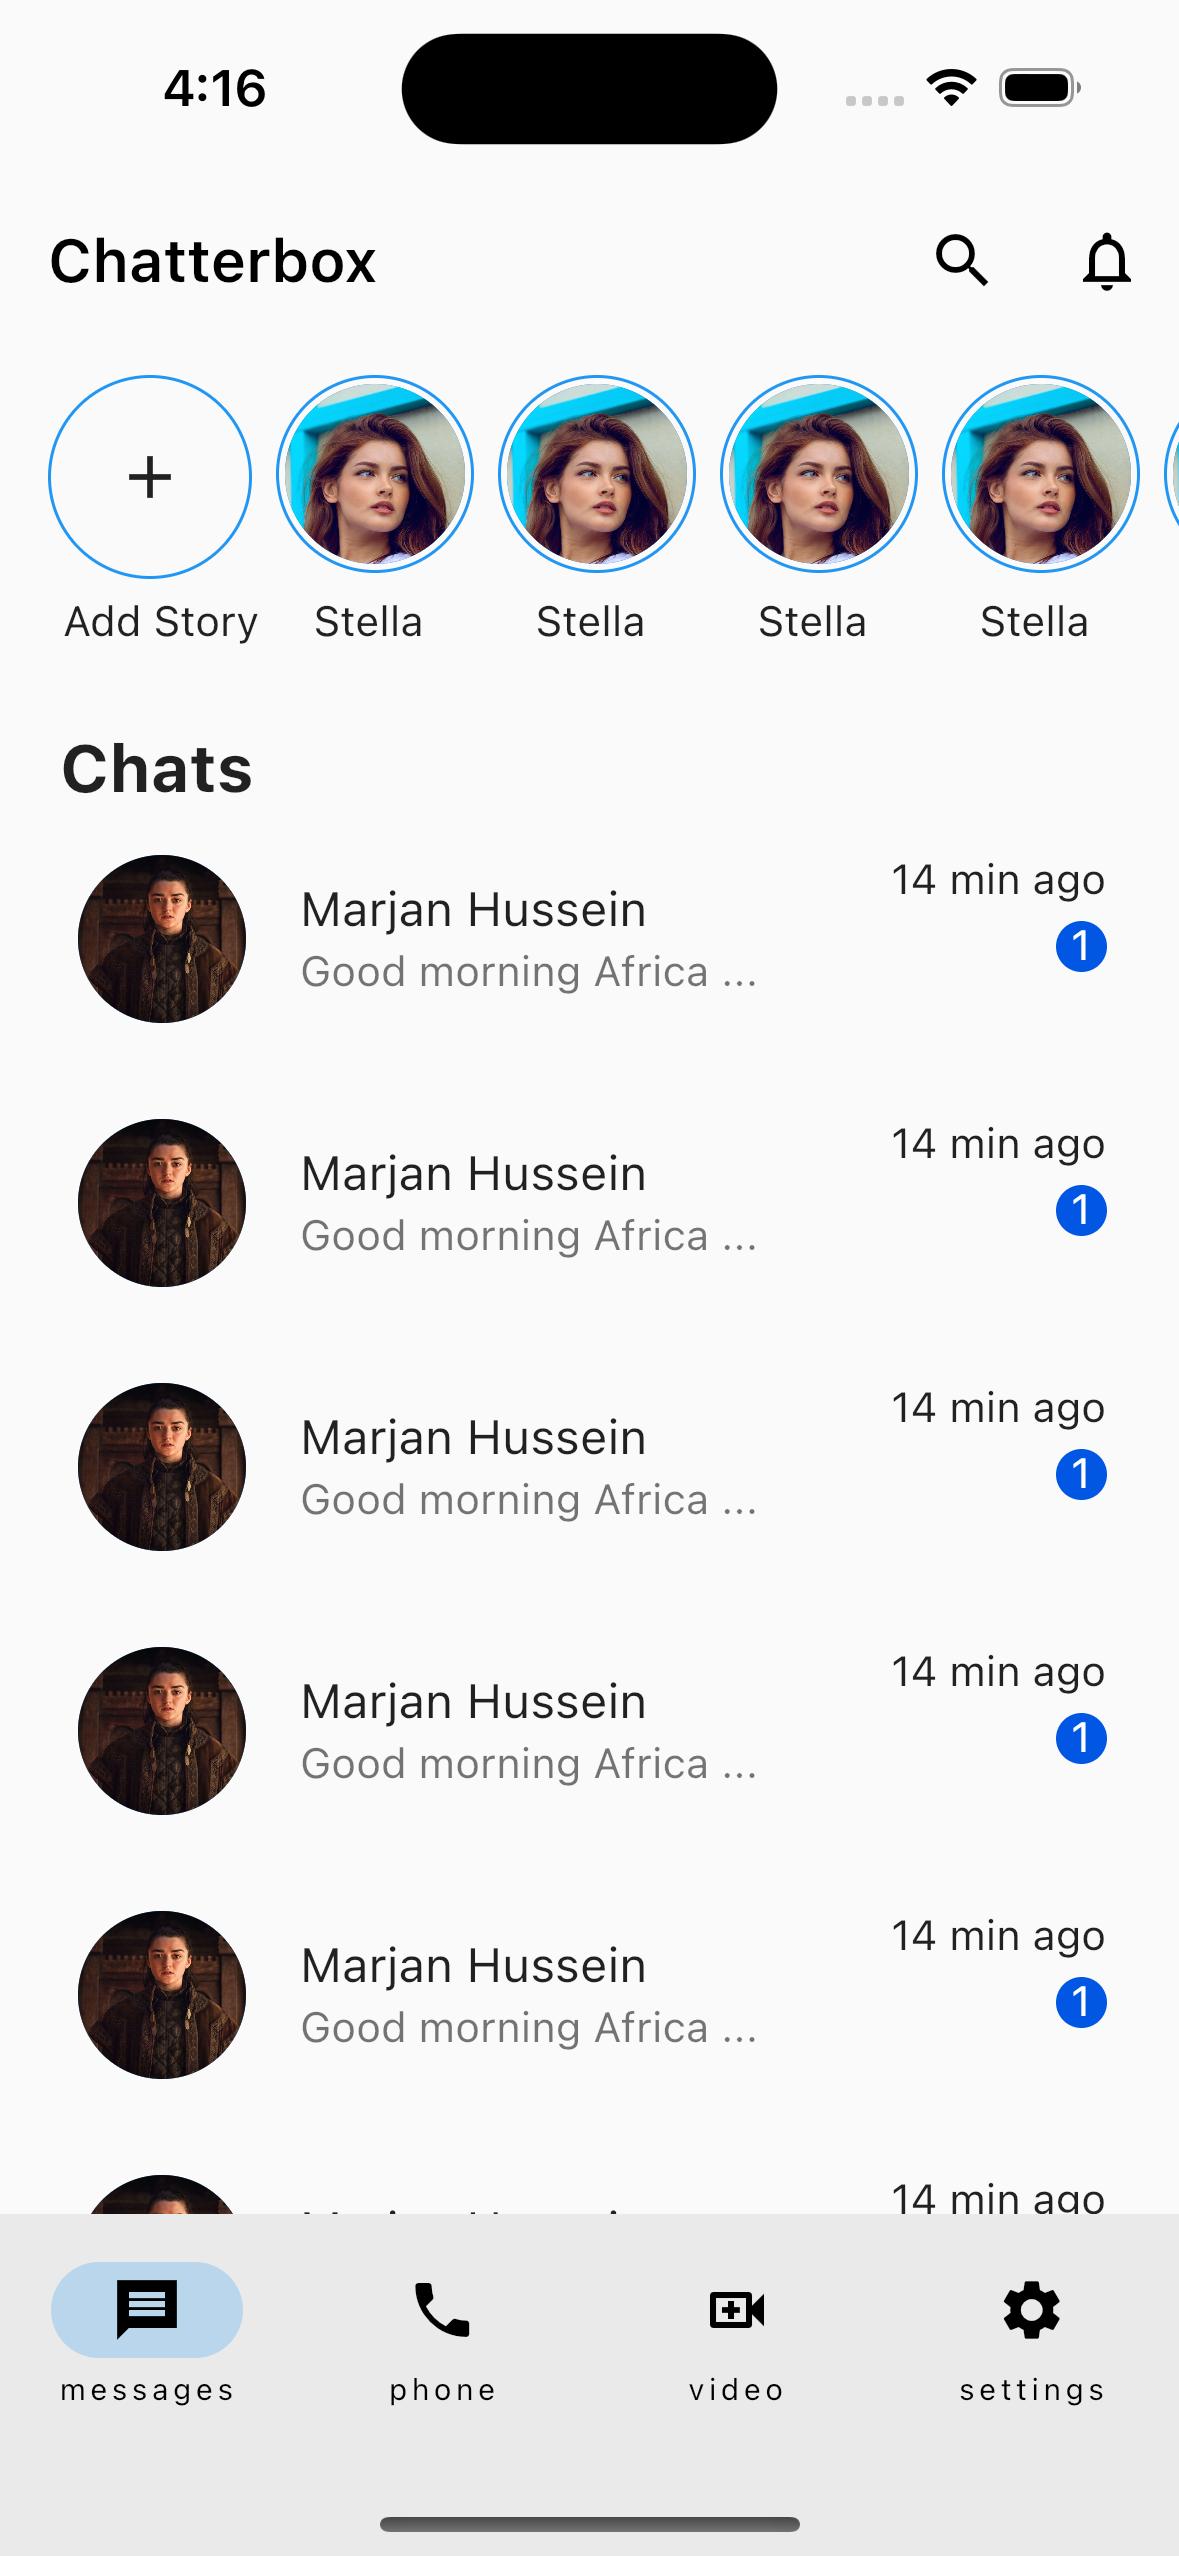 4:16
Chatterbox
Add Story
Stella
Stella
Stella
Stella
Chats
14 min ago
Marjan Hussein
1
Good morning Africa ...
14 min ago
Marjan Hussein
1
Good morning Africa ...
14 min ago
Marjan Hussein
1
Good morning Africa ...
14 min ago
Marjan Hussein
1
Good morning Africa ...
14 min ago
Marjan Hussein
1
Good morning Africa ...
14 min ago
messages
phone
video
settings